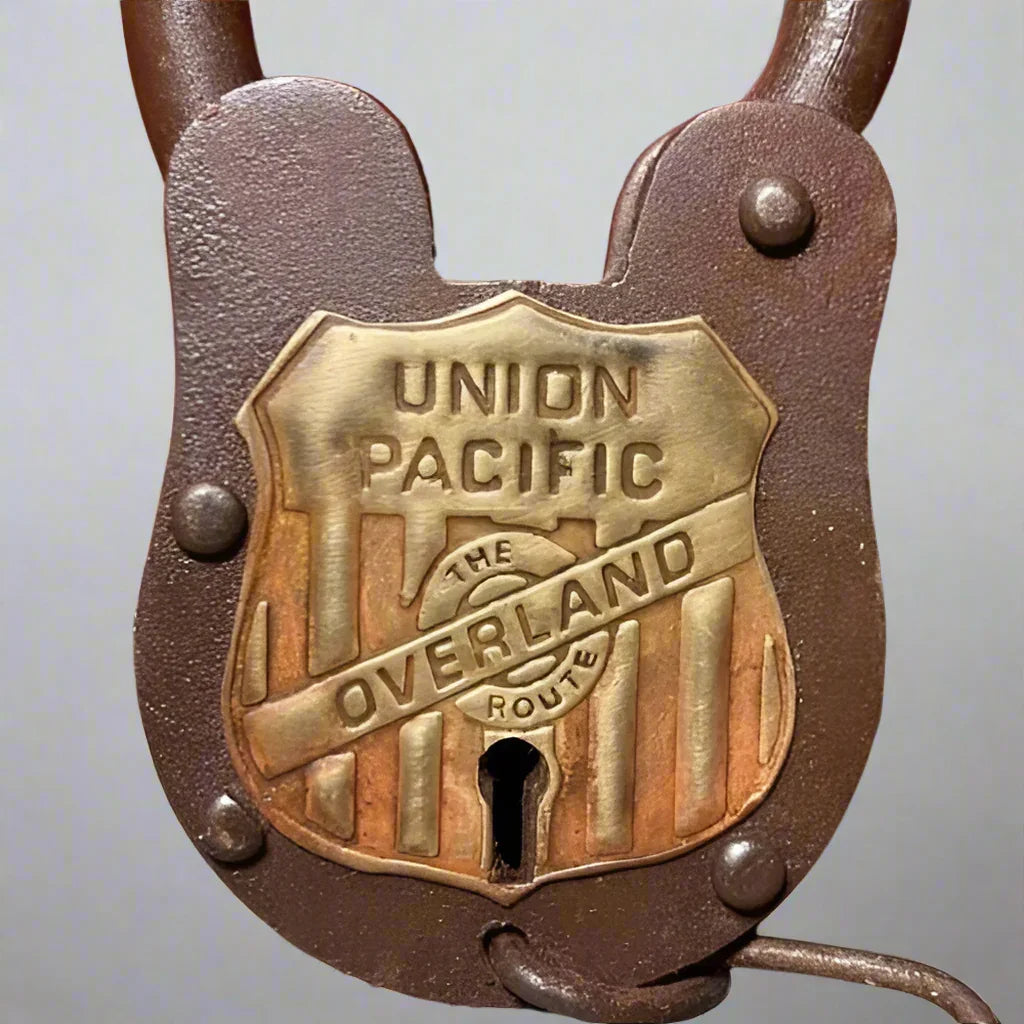 UNION
PACIFIC
THE
OVERLAND
ROUTE